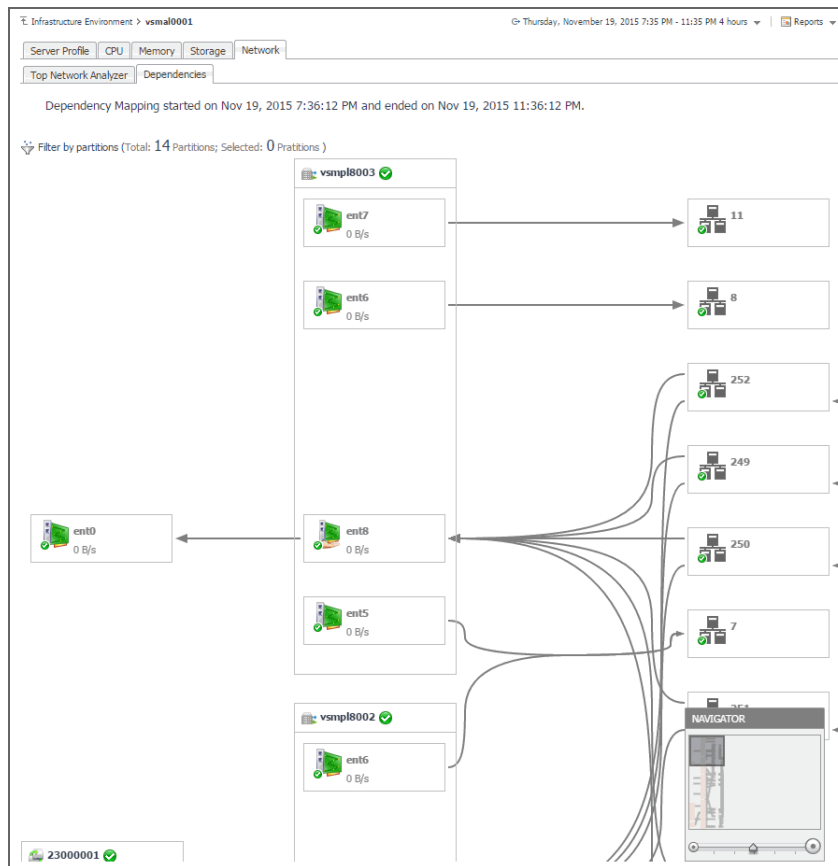 Infrastructure Environment > vsmal0001
Thursday, November 19, 2015 7:35 PM - 11:35 PM 4 hours
Reports
Server Profile
CPU
Memory
Storage
Network
Top Network Analyzer
Dependencies
Dependency Mapping started on Nov 19, 2015 7:36:12 PM and ended on Nov 19, 2015 11:36:12 PM.
Filter by partitions (Total: 14 Partitions; Selected: 0 Pratitions )
vsmpl8003
ent7
0 B/s
11
ent6
0 B/s
8
252
249
ent0
0 B/s
ent8
0 B/s
250
ent5
0 B/s
7
vsmpl8002
ent6
0 B/s
NAVIGATOR
23000001